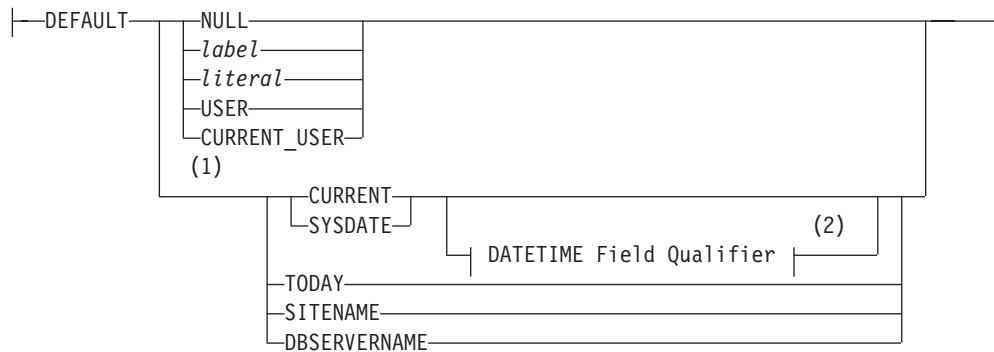 DEFAULT NULL
label
literal
USER
CURRENT_USER
(1)
CURRENT
SYSDATE
(2)
DATETIME Field Qualifier
TODAY
SITENAME
DBSERVERNAME